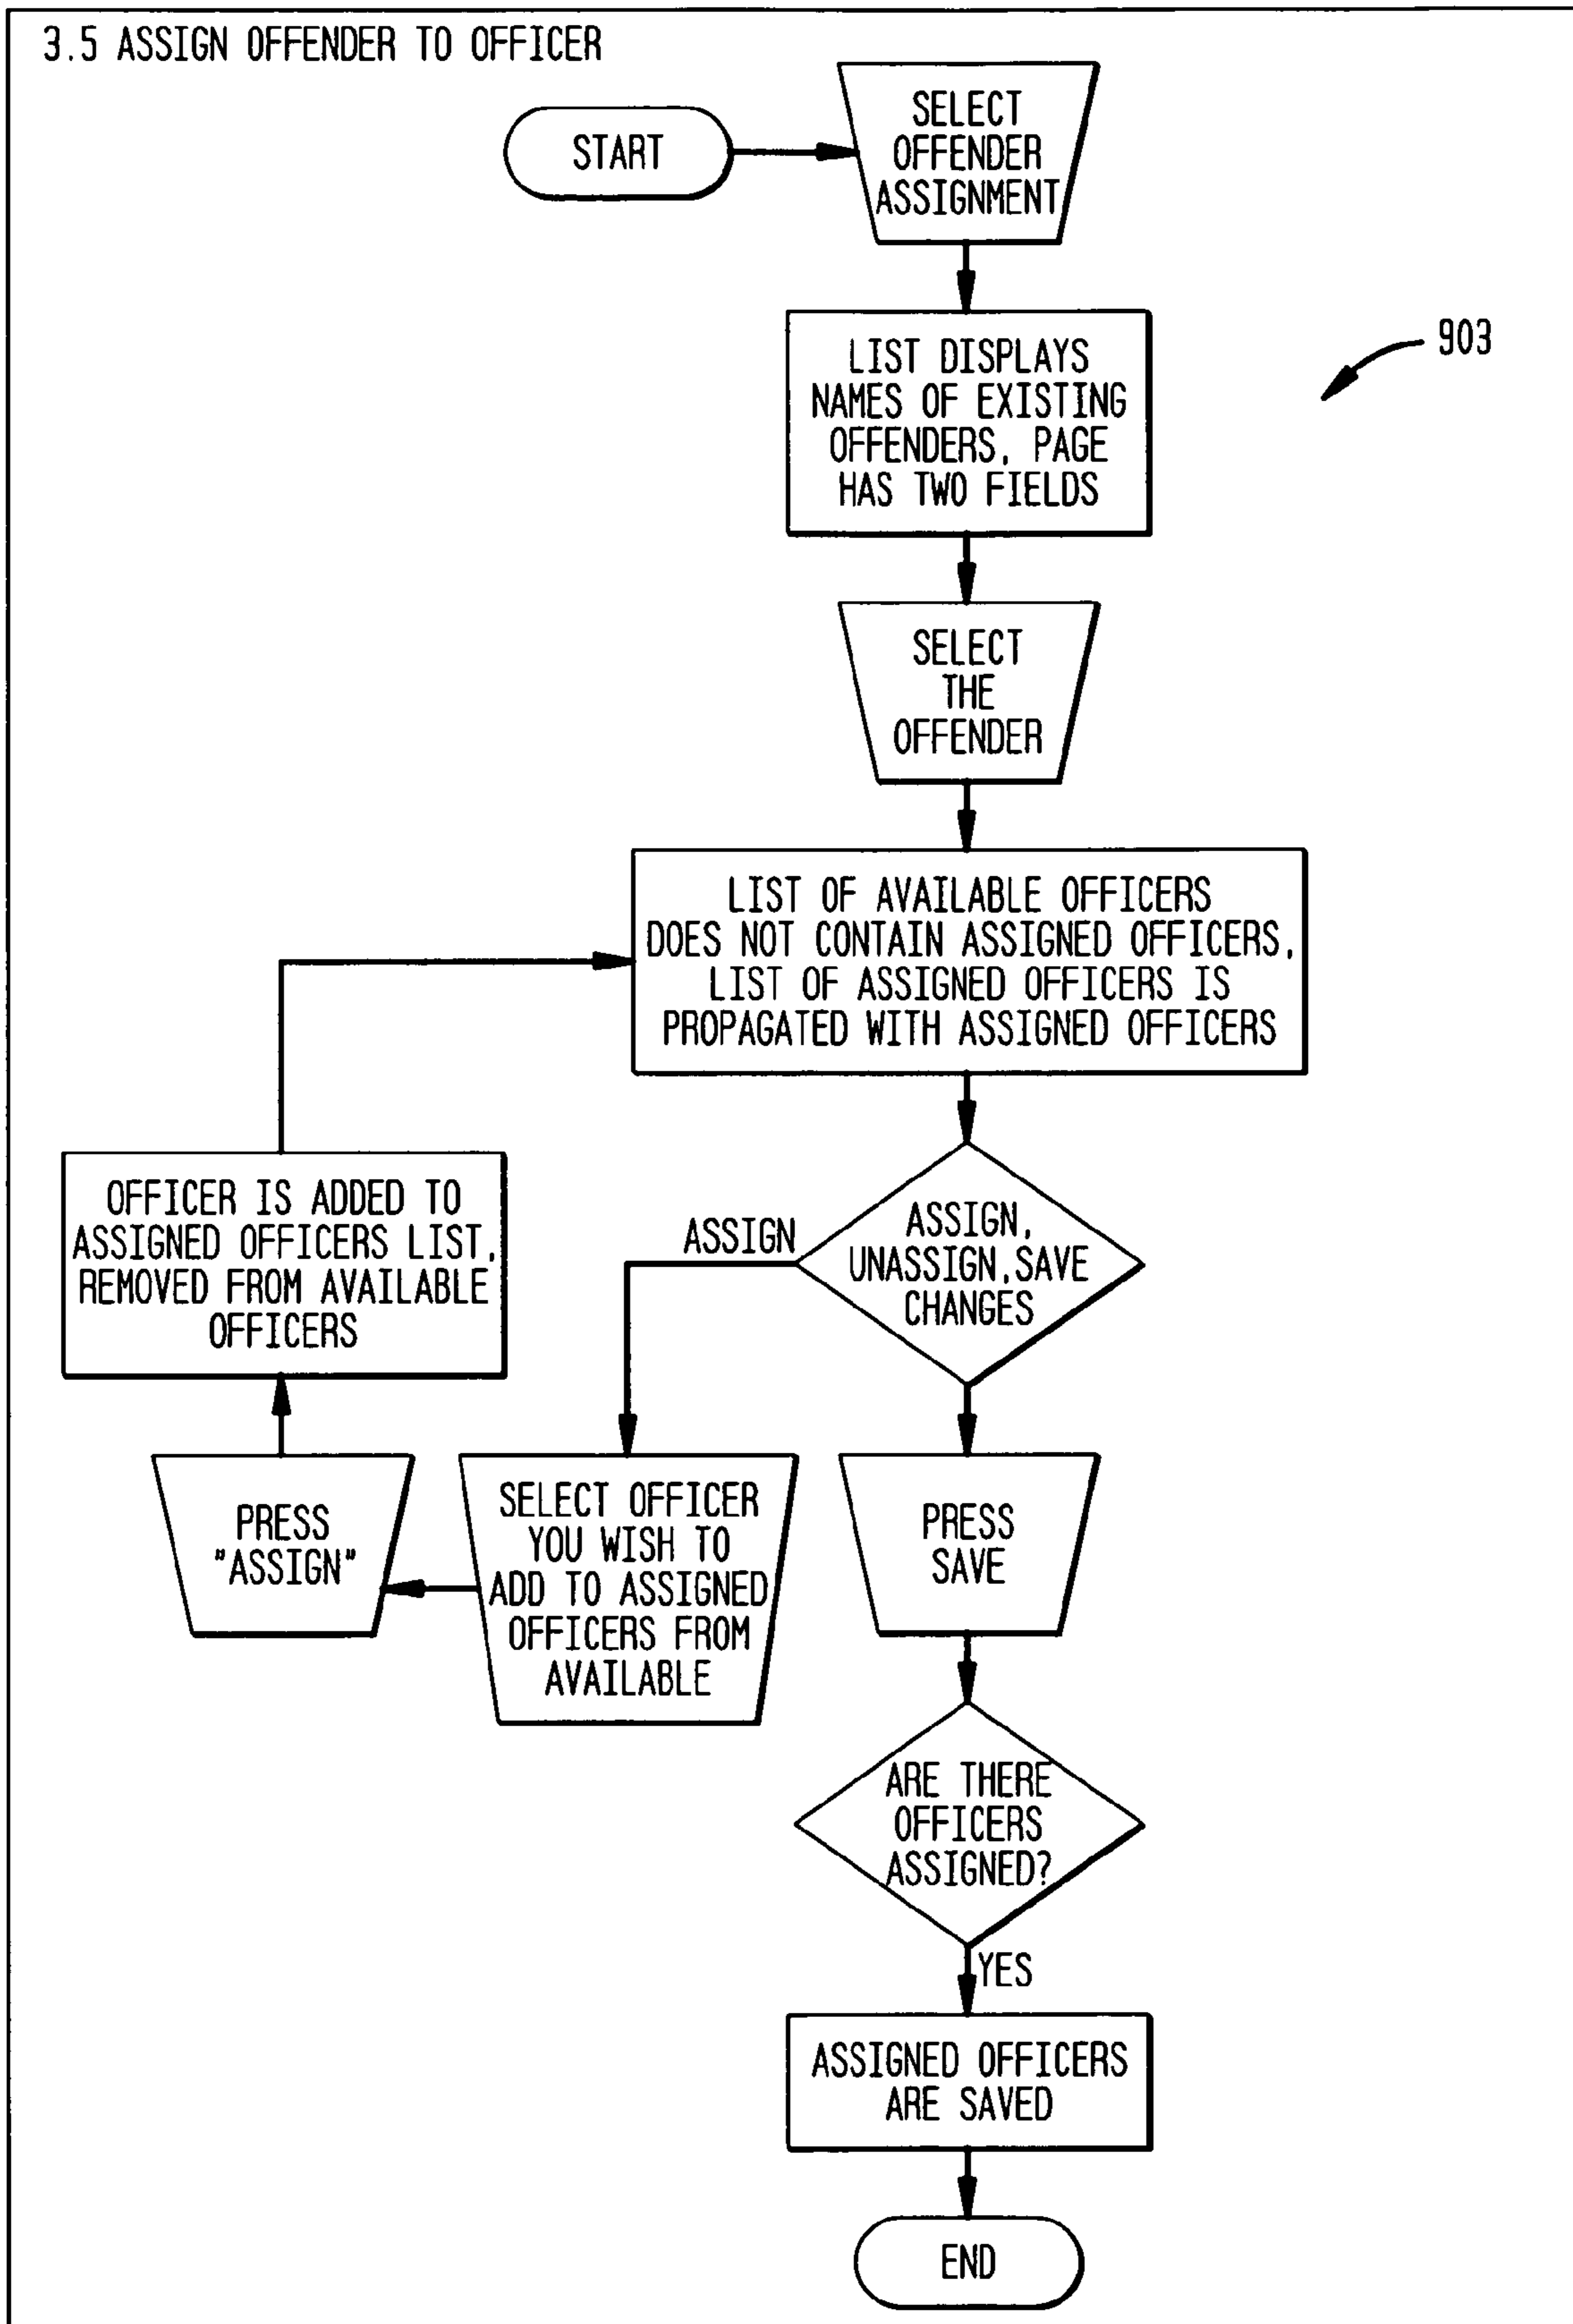 3.5 ASSIGN OFFENDER TO OFFICER
START
SELECT
OFFENDER
ASSIGNMENT
LIST DISPLAYS
NAMES OF EXISTING
OFFENDERS, PAGE
HAS TWO FIELDS
903
SELECT
THE
OFFENDER
LIST OF AVAILABLE OFFICERS
DOES NOT CONTAIN ASSIGNED OFFICERS,
LIST OF ASSIGNED OFFICERS IS
PROPAGATED WITH ASSIGNED OFFICERS
OFFICER IS ADDED TO
ASSIGNED OFFICERS LIST,
REMOVED FROM AVAILABLE
OFFICERS
ASSIGN
ASSIGN,
UNASSIGN,SAVE
CHANGES
PRESS
"ASSIGN"
SELECT OFFICER
YOU WISH TO
ADD TO ASSIGNED
OFFICERS FROM
AVAILABLE
PRESS
SAVE
ARE THERE
OFFICERS
ASSIGNED?
YES
ASSIGNED OFFICERS
ARE SAVED
END